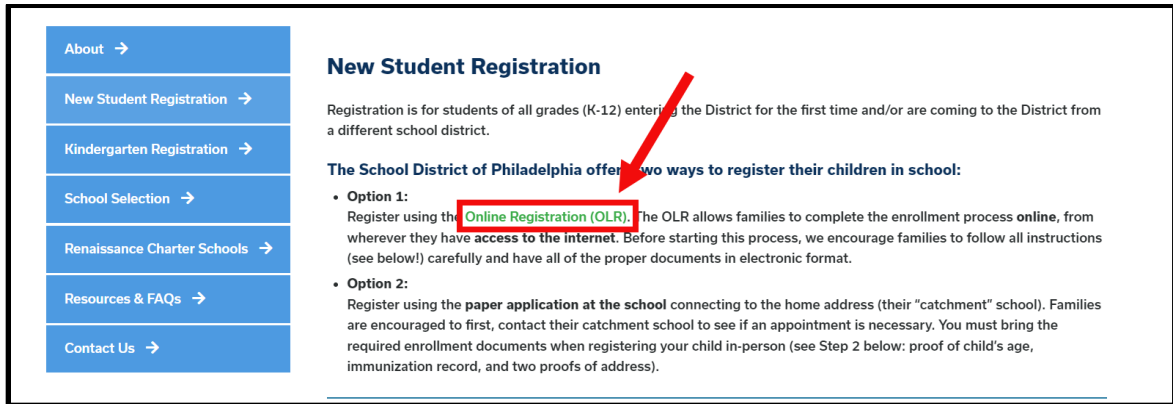 About →
New Student Registration →
Kindergarten Registration →
School Selection →
Renaissance Charter Schools →
Resources & FAQs →
Contact Us →
New Student Registration
Registration is for students of all grades (K-12) entering the District for the first time and/or are coming to the District from
a different school district.
The School District of Philadelphia offers two ways to register their children in school:
• Option 1:
Register using the Online Registration (OLR). The OLR allows families to complete the enrollment process online, from
wherever they have access to the internet. Before starting this process, we encourage families to follow all instructions
(see below!) carefully and have all of the proper documents in electronic format.
• Option 2:
Register using the paper application at the school connecting to the home address (their “catchment” school). Families
are encouraged to first, contact their catchment school to see if an appointment is necessary. You must bring the
required enrollment documents when registering your child in-person (see Step 2 below: proof of child’s age,
immunization record, and two proofs of address).